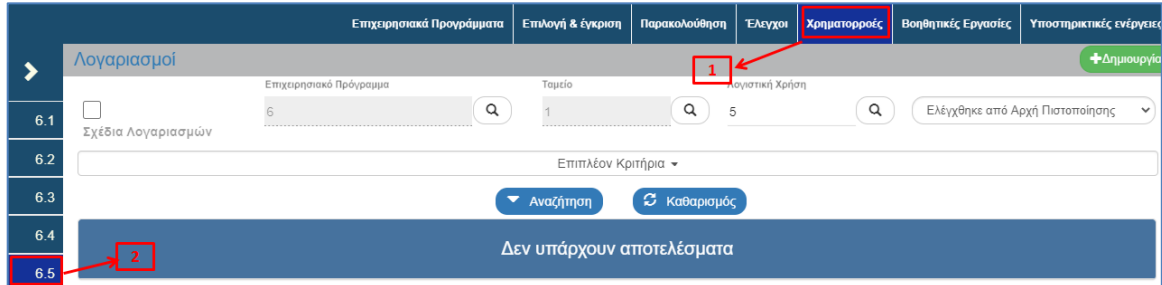 Επιχειρησιακά Προγράμματα Επιλογή & έγκριση Παρακολούθηση Έλεγχοι Χρηματορροές Βοηθητικές Εργασίες Υποστηρικτικές ενέργειες
Λογαριασμοί 1 +Δημιουργία
Επιχειρησιακό Πρόγραμμα Ταμείο Λογιστική Χρήση
6.1 6 1 5 Ελέγχθηκε από Αρχή Πιστοποίησης
Σχέδια Λογαριασμών
6.2 Επιπλέον Κριτήρια
6.3 Αναζήτηση Καθαρισμός
6.4 Δεν υπάρχουν αποτελέσματα
2
6.5